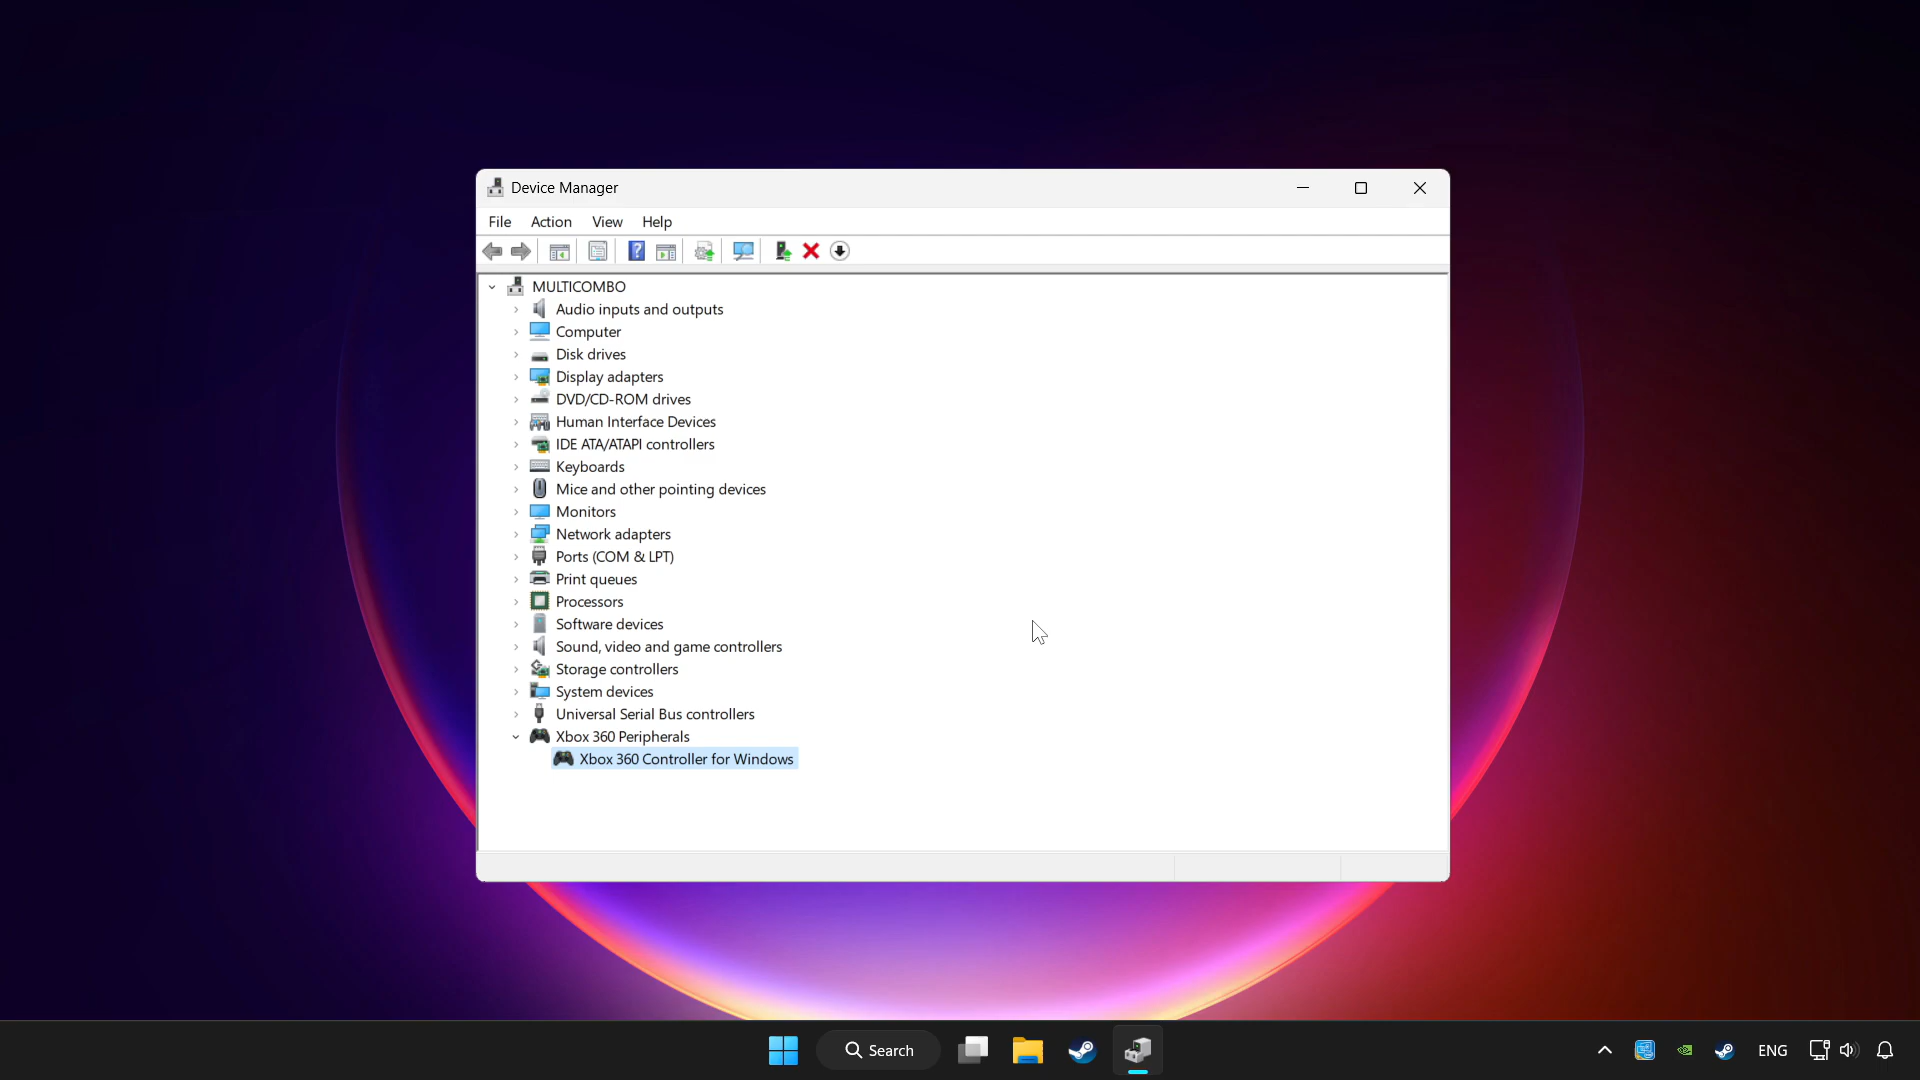 Device Manager
File Action View Help
MULTICOMBO
Audio inputs and outputs
Computer
Disk drives
Display adapters
DVD/CD-ROM drives
Human Interface Devices
IDE ATA/ATAPI controllers
Keyboards
Mice and other pointing devices
Monitors
Network adapters
Ports (COM & LPT)
Print queues
Processors
Software devices
Sound, video and game controllers
Storage controllers
System devices
Universal Serial Bus controllers
Xbox 360 Peripherals
Xbox 360 Controller for Windows
Search
ENG